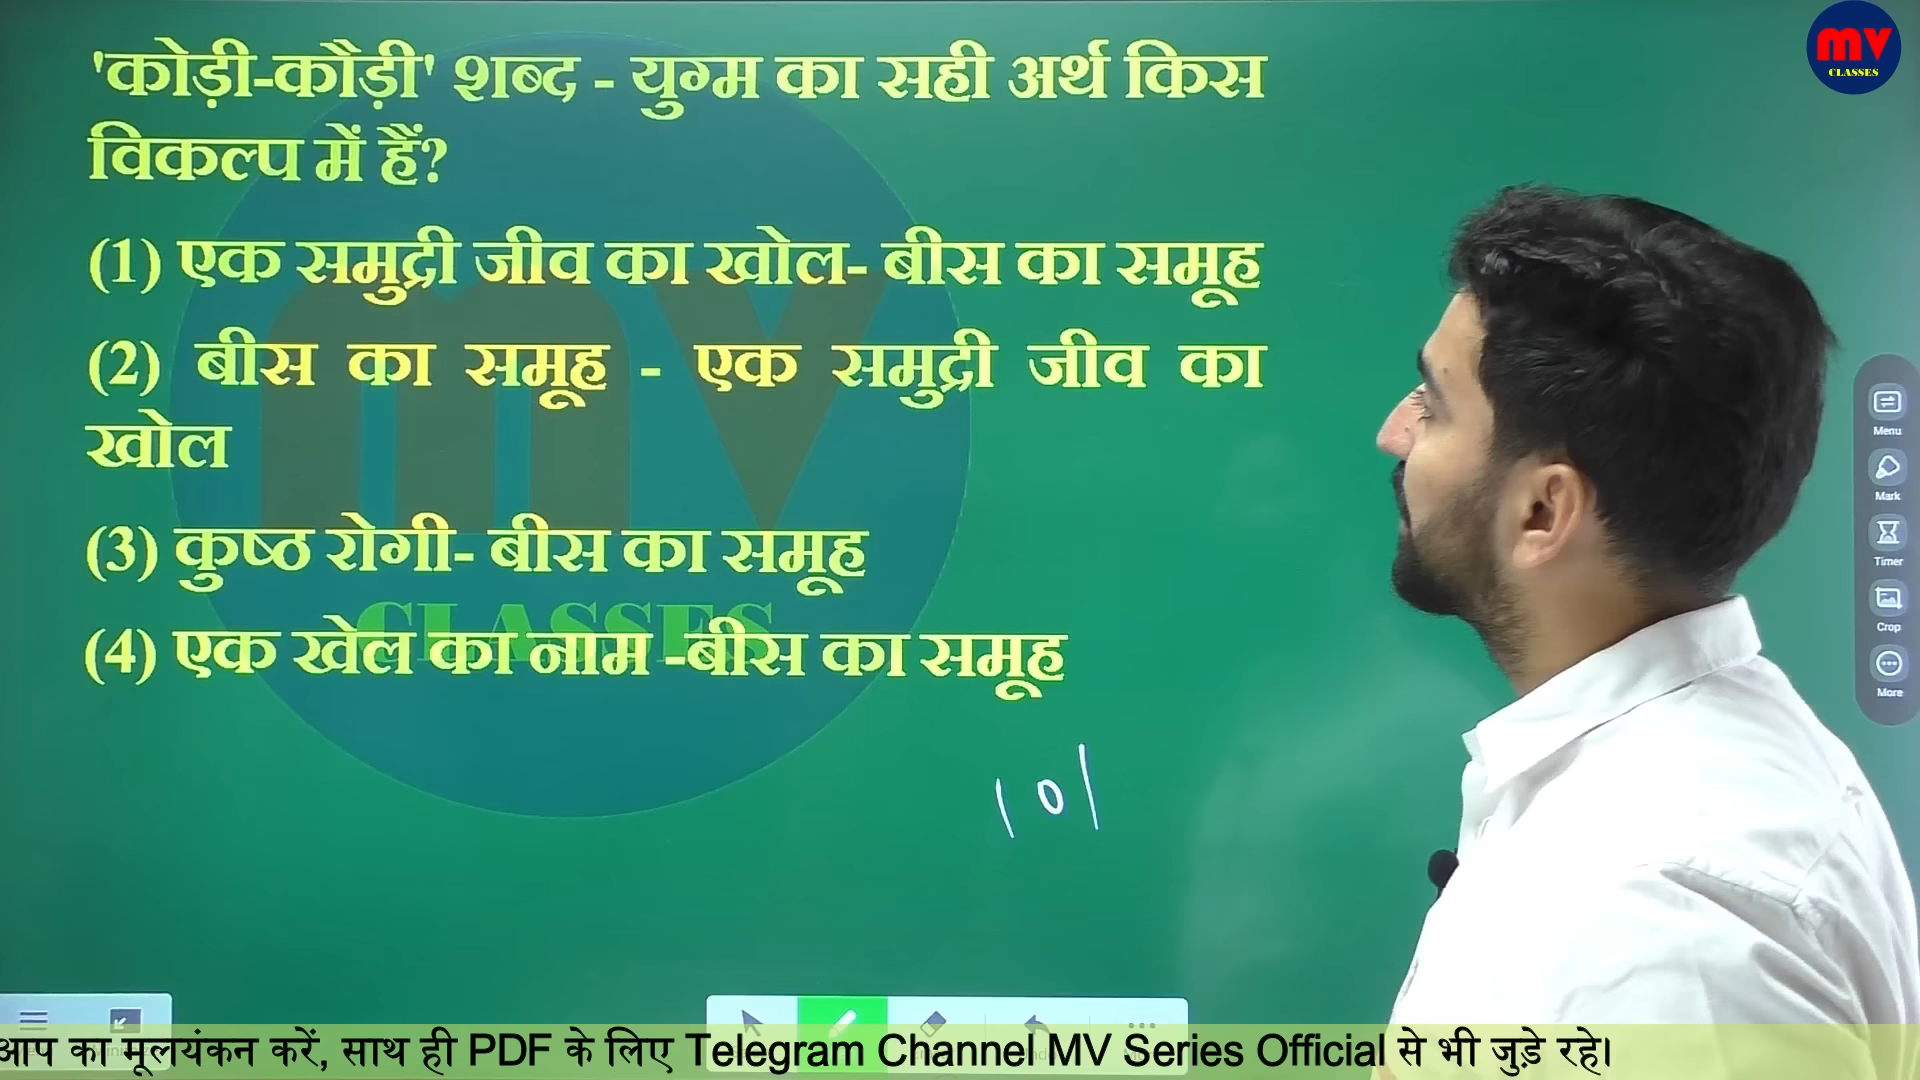 'कोड़ी-कौड़ी' शब्द - युग्म का सही अर्थ किस
विकल्प में हैं?
(1) एक समुद्री जीव का खोल- बीस का समूह
(2) बीस का समूह - एक समुद्री जीव का
खोल
(3) कुष्ठ रोगी- बीस का समूह
(4) एक खेल का नाम -बीस का समूह
CLASSES
101
mv
CLASSES
Menu
Mark
Timer
Crop
More
आप का मूलयंकन करें, साथ ही PDF के लिए Telegram Channel MV Series Official से भी जुड़े रहे।